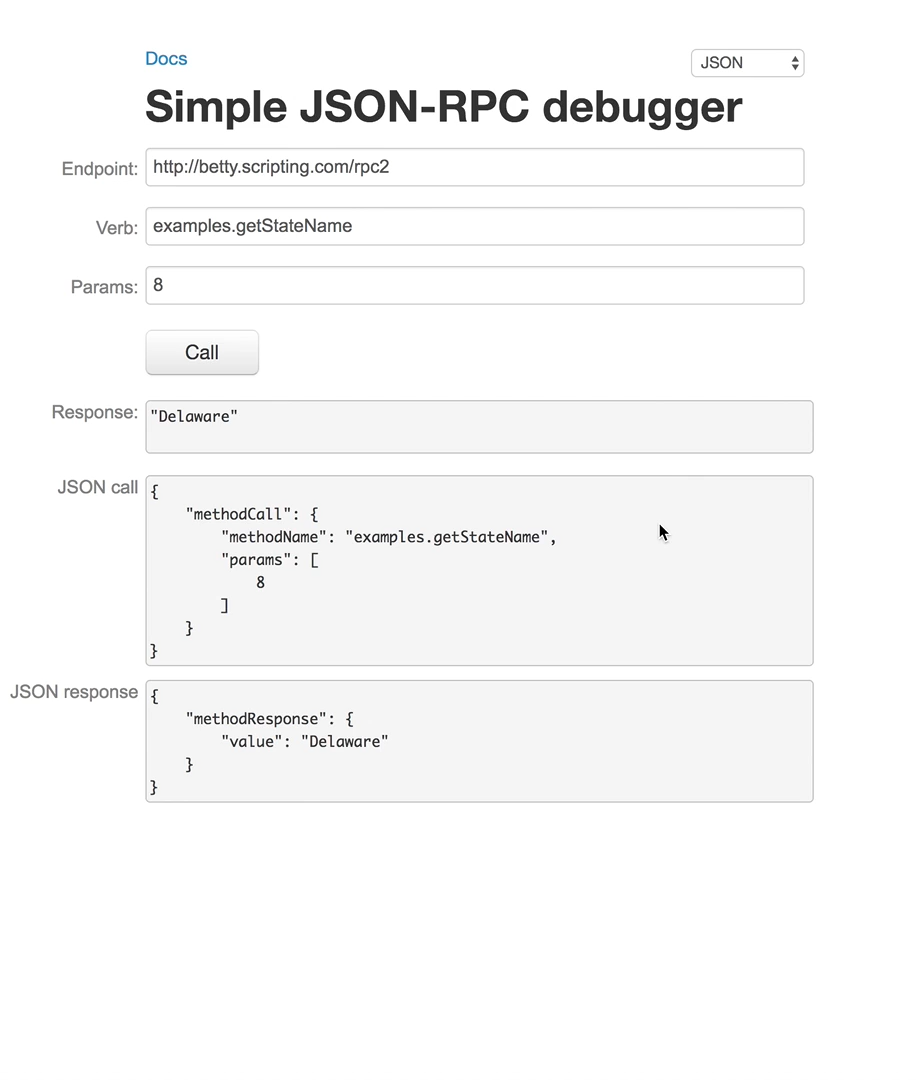 Docs
JSON
Simple JSON-RPC debugger
Endpoint: http://betty.scripting.com/rpc2
Verb: examples.getStateName
Params: 8
Call
Response: "Delaware"
JSON call {
    "methodCall": {
        "methodName": "examples.getStateName",
        "params": [
            8
        ]
    }
}
JSON response {
    "methodResponse": {
        "value": "Delaware"
    }
}